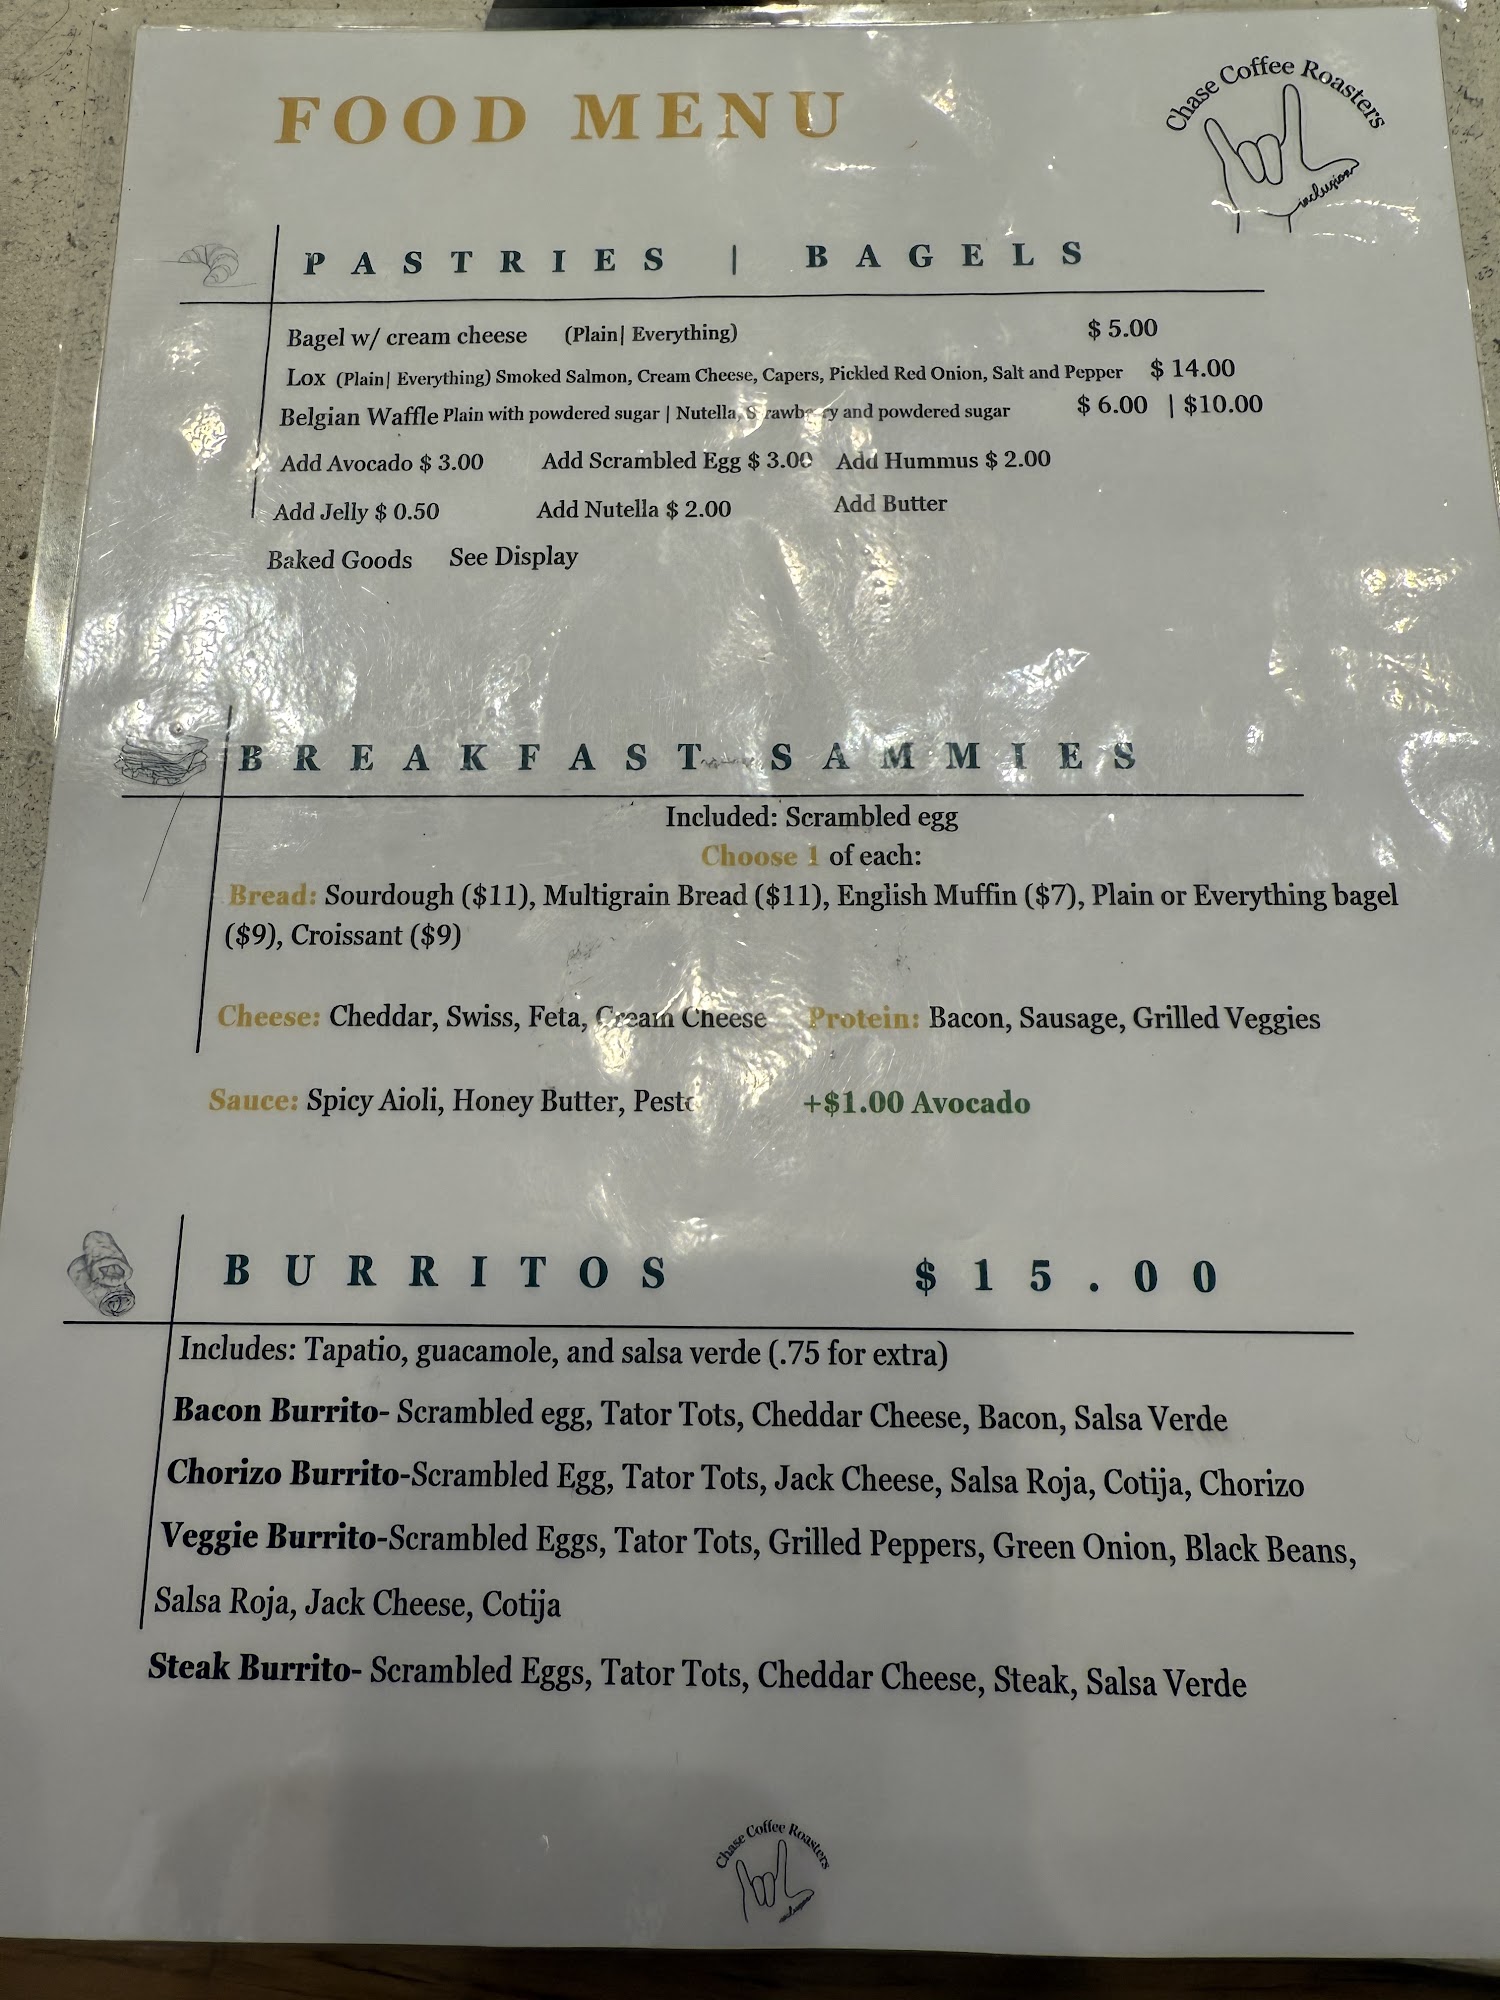 Chase Coffee Roasters
inclusion
FOOD MENU
PASTRIES | BAGELS
Bagel w/ cream cheese (Plain| Everything) $ 5.00
Lox (Plain| Everything) Smoked Salmon, Cream Cheese, Capers, Pickled Red Onion, Salt and Pepper $ 14.00
Belgian Waffle Plain with powdered sugar | Nutella, Strawberry and powdered sugar $ 6.00 | $10.00
Add Avocado $ 3.00 Add Scrambled Egg $ 3.00 Add Hummus $ 2.00
Add Jelly $ 0.50 Add Nutella $ 2.00 Add Butter
Baked Goods See Display
BREAKFAST SAMMIES
Included: Scrambled egg
Choose 1 of each:
Bread: Sourdough ($11), Multigrain Bread ($11), English Muffin ($7), Plain or Everything bagel
($9), Croissant ($9)
Cheese: Cheddar, Swiss, Feta, Cream Cheese Protein: Bacon, Sausage, Grilled Veggies
Sauce: Spicy Aioli, Honey Butter, Pesto +$1.00 Avocado
BURRITOS $15.00
Includes: Tapatio, guacamole, and salsa verde (.75 for extra)
Bacon Burrito- Scrambled egg, Tator Tots, Cheddar Cheese, Bacon, Salsa Verde
Chorizo Burrito-Scrambled Egg, Tator Tots, Jack Cheese, Salsa Roja, Cotija, Chorizo
Veggie Burrito-Scrambled Eggs, Tator Tots, Grilled Peppers, Green Onion, Black Beans,
Salsa Roja, Jack Cheese, Cotija
Steak Burrito- Scrambled Eggs, Tator Tots, Cheddar Cheese, Steak, Salsa Verde
Chase Coffee Roasters
inclusion